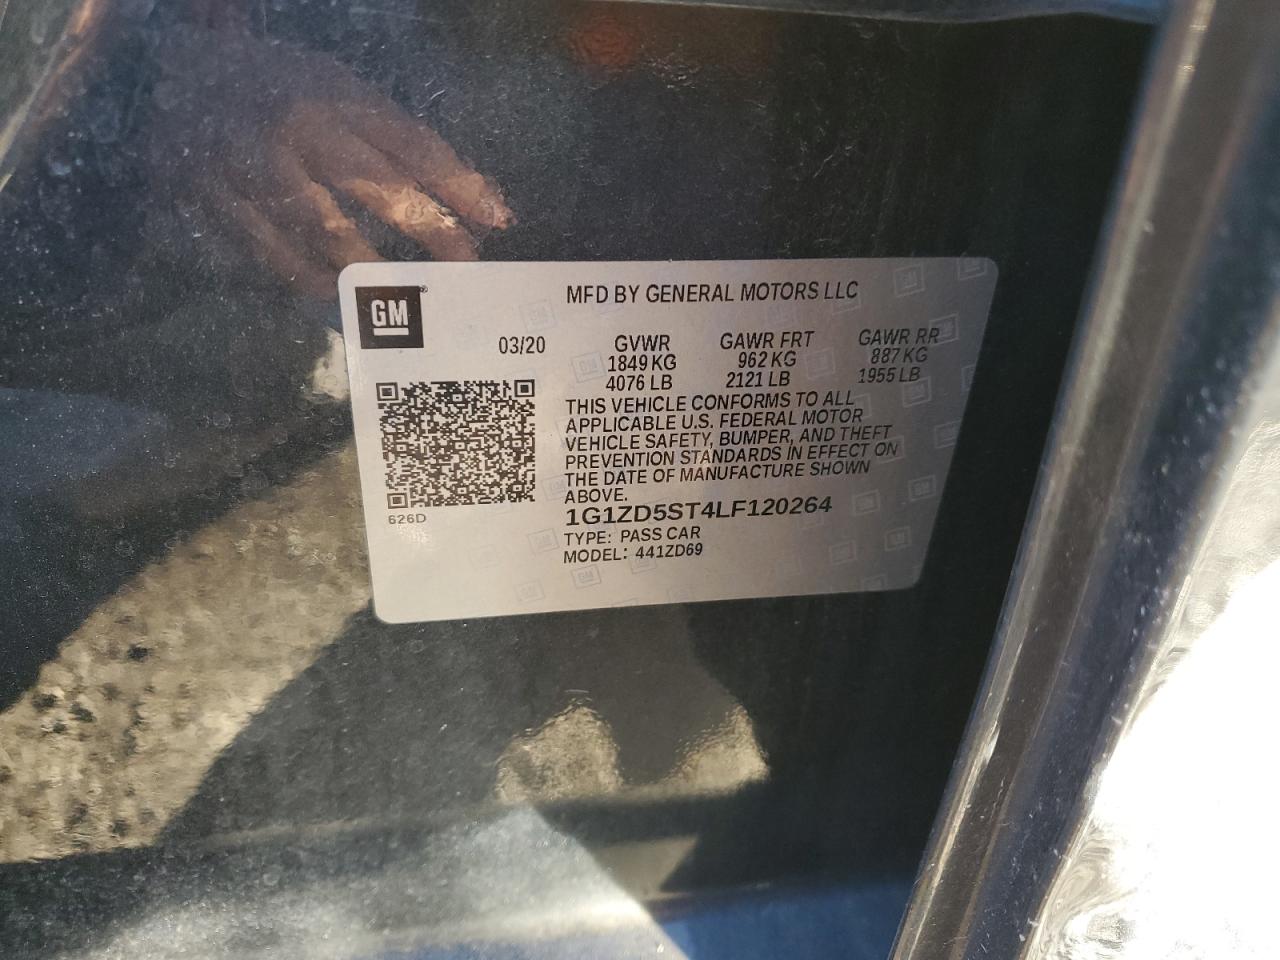 GM
MFD BY GENERAL MOTORS LLC
03/20 GVWR GAWR FRT GAWR RR
1849 KG 962 KG 887 KG
4076 LB 2121 LB 1955 LB
THIS VEHICLE CONFORMS TO ALL
APPLICABLE U.S. FEDERAL MOTOR
VEHICLE SAFETY, BUMPER, AND THEFT
PREVENTION STANDARDS IN EFFECT ON
THE DATE OF MANUFACTURE SHOWN
ABOVE.
626D
1G1ZD5ST4LF120264
TYPE: PASS CAR
MODEL: 441ZD69